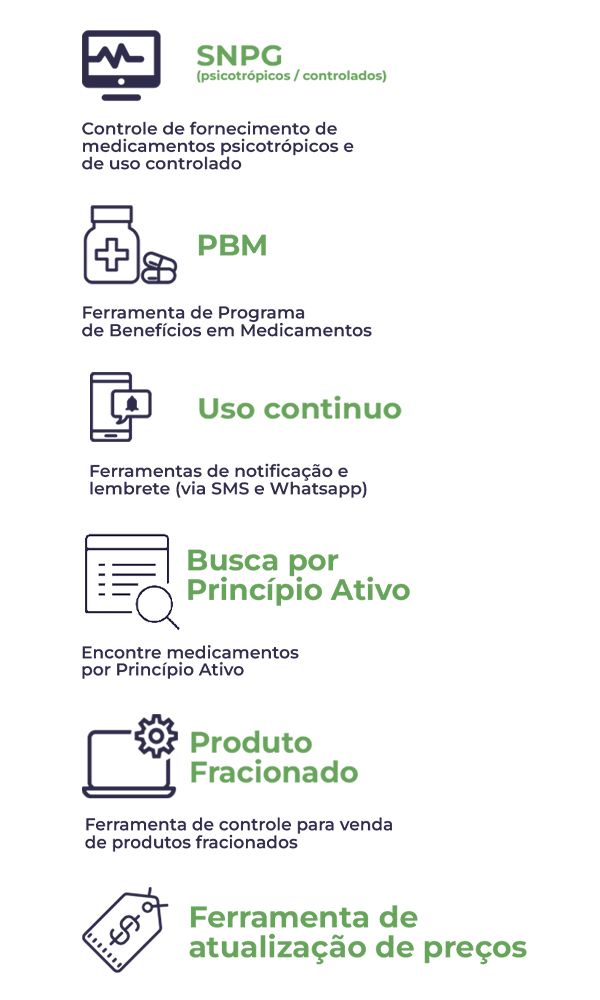 SNPG
(psicotrópicos / controlados)
Controle de fornecimento de
medicamentos psicotrópicos e
de uso controlado
PBM
Ferramenta de Programa
de Benefícios em Medicamentos
Uso continuo
Ferramentas de notificação e
lembrete (via SMS e Whatsapp)
Busca por
Princípio Ativo
Encontre medicamentos
por Princípio Ativo
Produto
Fracionado
Ferramenta de controle para venda
de produtos fracionados
$
Ferramenta de
atualização de preços